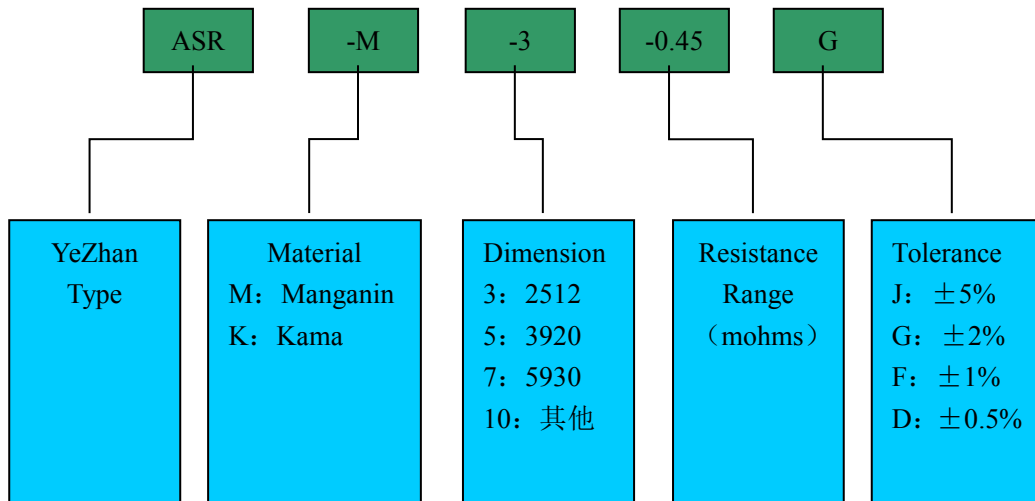 ASR
-M
-3
-0.45
G
YeZhan
Type
Material
M：Manganin
K：Kama
Dimension
3：2512
5：3920
7：5930
10：其他
Resistance
Range
（mohms）
Tolerance
J：±5%
G：±2%
F：±1%
D：±0.5%